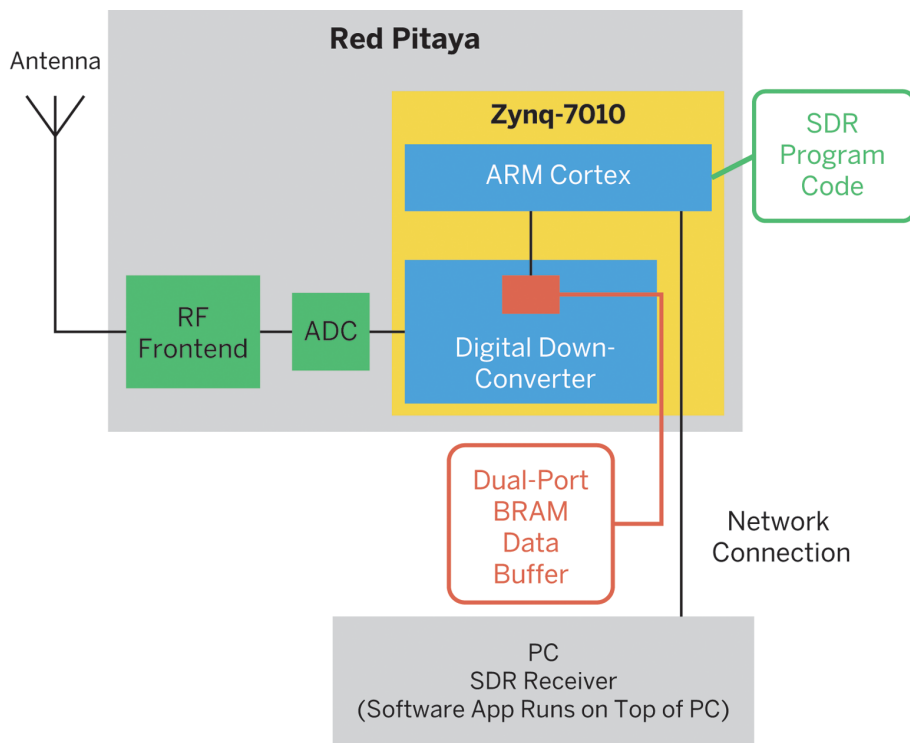 Red Pitaya
Antenna
Zynq-7010
ARM Cortex
SDR
Program
Code
RF
Frontend
ADC
Digital Down-
Converter
Dual-Port
BRAM
Data
Buffer
Network
Connection
PC
SDR Receiver
(Software App Runs on Top of PC)